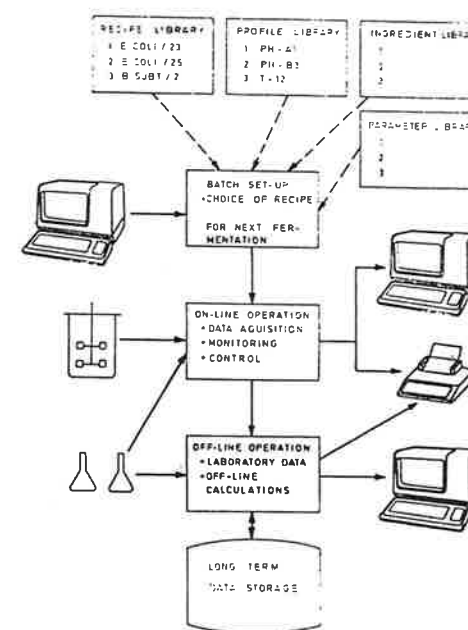 RECIPE LIBRARY
1 E COLI / 23
2 E COLI / 25
3 B SUBT / 2
PROFILE LIBRARY
1 PH - A1
2 PH - B3
3 T - 12
INGREDIENT LIBRA
1
2
3
PARAMETER LIBRAR
1
2
3
BATCH SET-UP
•CHOICE OF RECIPE
FOR NEXT FER-
MENTATION
ON-LINE OPERATION
•DATA AQUISITION
•MONITORING
•CONTROL
OFF-LINE OPERATION
•LABORATORY DATA
•OFF-LINE
CALCULATIONS
LONG TERM
DATA STORAGE